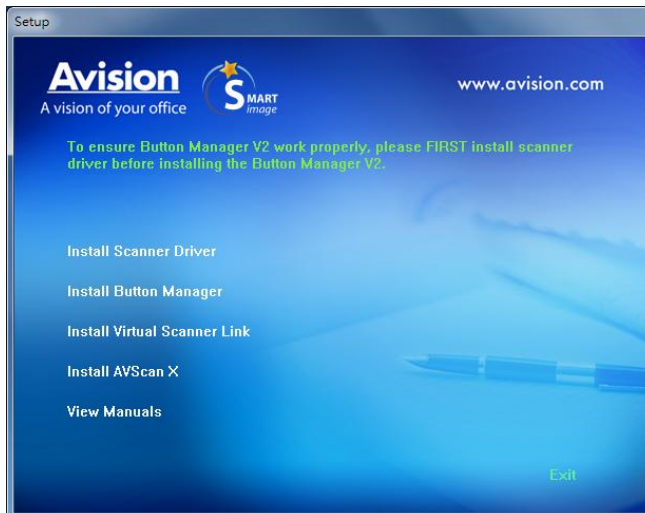 Setup
Avision
A vision of your office
SMART
image
www.avision.com
To ensure Button Manager V2 work properly, please FIRST install scanner
driver before installing the Button Manager V2.
Install Scanner Driver
Install Button Manager
Install Virtual Scanner Link
Install AVScan X
View Manuals
Exit